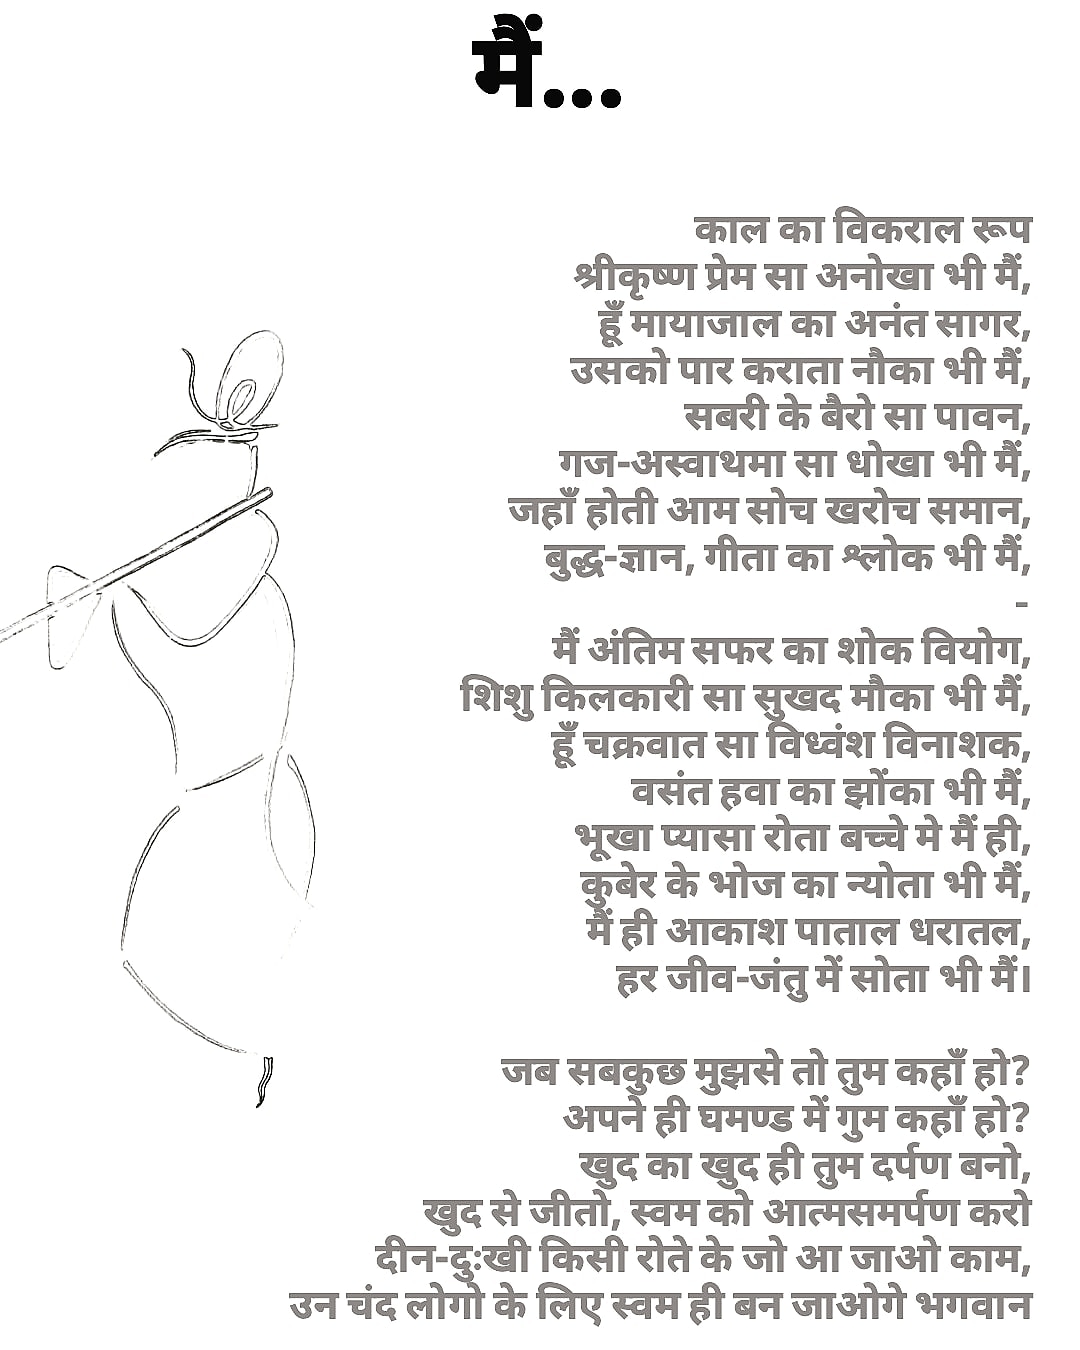 मैं...
काल का विकराल रूप
श्रीकृष्ण प्रेम सा अनोखा भी मैं,
हूँ मायाजाल का अनंत सागर,
उसको पार कराता नौका भी मैं,
सबरी के बैरो सा पावन,
गज-अस्वाथमा सा धोखा भी मैं,
जहाँ होती आम सोच खरोच समान,
बुद्ध-ज्ञान, गीता का श्लोक भी मैं,
-
मैं अंतिम सफर का शोक वियोग,
शिशु किलकारी सा सुखद मौका भी मैं,
हूँ चक्रवात सा विध्वंश विनाशक,
वसंत हवा का झोंका भी मैं,
भूखा प्यासा रोता बच्चे मे मैं ही,
कुबेर के भोज का न्योता भी मैं,
मैं ही आकाश पाताल धरातल,
हर जीव-जंतु में सोता भी मैं।
जब सबकुछ मुझसे तो तुम कहाँ हो?
अपने ही घमण्ड में गुम कहाँ हो?
खुद का खुद ही तुम दर्पण बनो,
खुद से जीतो, स्वम को आत्मसमर्पण करो
दीन-दुःखी किसी रोते के जो आ जाओ काम,
उन चंद लोगो के लिए स्वम ही बन जाओगे भगवान